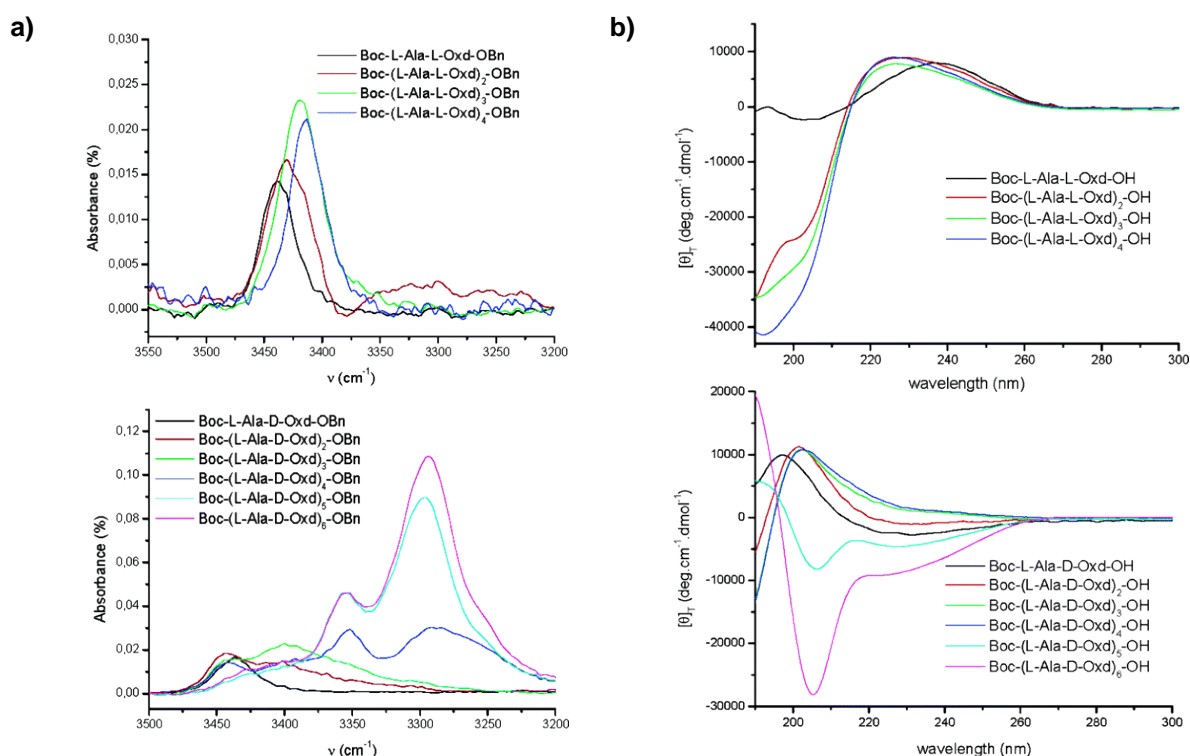 a)
Absorbance (%)
0,030
0,025
0,020
0,015
0,010
0,005
0,000
Boc-L-Ala-L-Oxd-OBn
Boc-(L-Ala-L-Oxd)2-OBn
Boc-(L-Ala-L-Oxd)3-OBn
Boc-(L-Ala-L-Oxd)4-OBn
3550 3500 3450 3400 3350 3300 3250 3200
ν (cm-1)
Absorbance (%)
0,12
0,10
0,08
0,06
0,04
0,02
0,00
Boc-L-Ala-D-Oxd-OBn
Boc-(L-Ala-D-Oxd)2-OBn
Boc-(L-Ala-D-Oxd)3-OBn
Boc-(L-Ala-D-Oxd)4-OBn
Boc-(L-Ala-D-Oxd)5-OBn
Boc-(L-Ala-D-Oxd)6-OBn
3500 3450 3400 3350 3300 3250 3200
ν (cm-1)
b)
[θ]T (deg.cm-1.dmol-1)
10000
0
-10000
-20000
-30000
-40000
Boc-L-Ala-L-Oxd-OH
Boc-(L-Ala-L-Oxd)2-OH
Boc-(L-Ala-L-Oxd)3-OH
Boc-(L-Ala-L-Oxd)4-OH
200 220 240 260 280 300
wavelength (nm)
[θ]T (deg.cm-1.dmol-1)
20000
10000
0
-10000
-20000
-30000
Boc-L-Ala-D-Oxd-OH
Boc-(L-Ala-D-Oxd)2-OH
Boc-(L-Ala-D-Oxd)3-OH
Boc-(L-Ala-D-Oxd)4-OH
Boc-(L-Ala-D-Oxd)5-OH
Boc-(L-Ala-D-Oxd)6-OH
200 220 240 260 280 300
wavelength (nm)